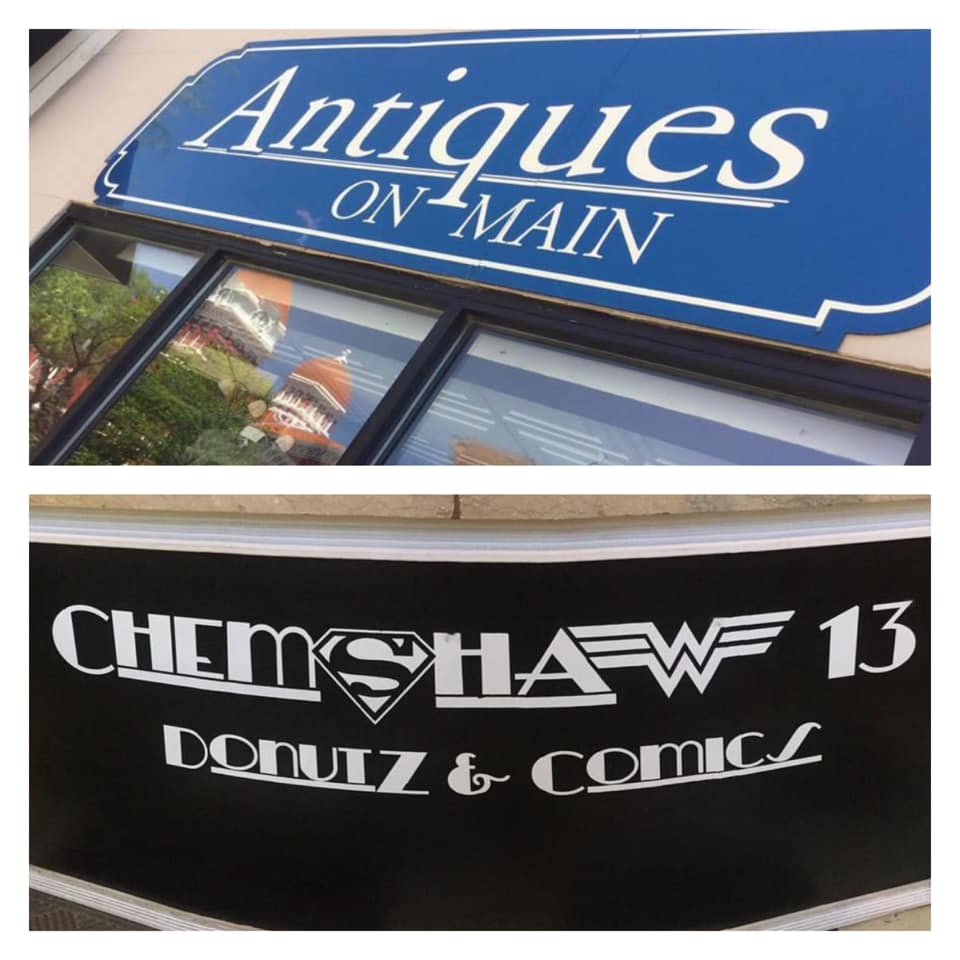 Antiques
ON MAIN
CHEMSHAW 13
DONUTZ & COMICS